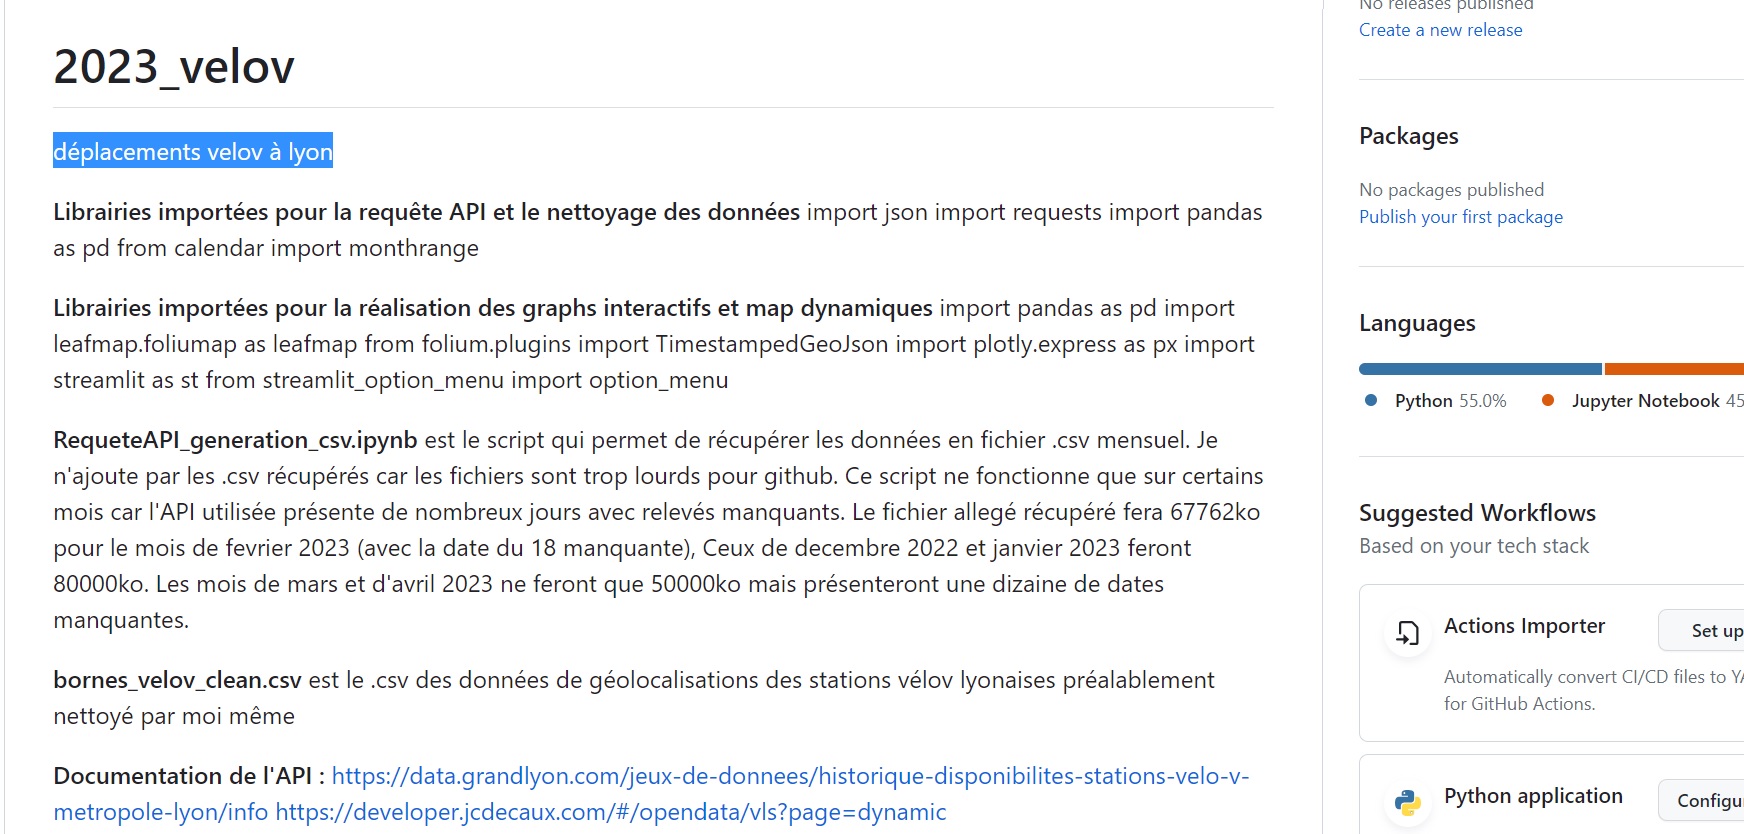 2023_velov
déplacements velov à lyon
Librairies importées pour la requête API et le nettoyage des données import json import requests import pandas
as pd from calendar import monthrange
Librairies importées pour la réalisation des graphs interactifs et map dynamiques import pandas as pd import
leafmap.foliumap as leafmap from folium.plugins import TimestampedGeoJson import plotly.express as px import
streamlit as st from streamlit_option_menu import option_menu
RequeteAPI_generation_csv.ipynb est le script qui permet de récupérer les données en fichier .csv mensuel. Je
n'ajoute par les .csv récupérés car les fichiers sont trop lourds pour github. Ce script ne fonctionne que sur certains
mois car l'API utilisée présente de nombreux jours avec relevés manquants. Le fichier allegé récupéré fera 67762ko
pour le mois de fevrier 2023 (avec la date du 18 manquante), Ceux de decembre 2022 et janvier 2023 feront
80000ko. Les mois de mars et d'avril 2023 ne feront que 50000ko mais présenteront une dizaine de dates
manquantes.
bornes_velov_clean.csv est le .csv des données de géolocalisations des stations vélov lyonaises préalablement
nettoyé par moi même
Documentation de l'API : https://data.grandlyon.com/jeux-de-donnees/historique-disponibilites-stations-velo-v-
metropole-lyon/info https://developer.jcdecaux.com/#/opendata/vls?page=dynamic
No releases published
Create a new release
Packages
No packages published
Publish your first package
Languages
Python 55.0% Jupyter Notebook 45
Suggested Workflows
Based on your tech stack
Actions Importer Set up
Automatically convert CI/CD files to YA
for GitHub Actions.
Python application Configu